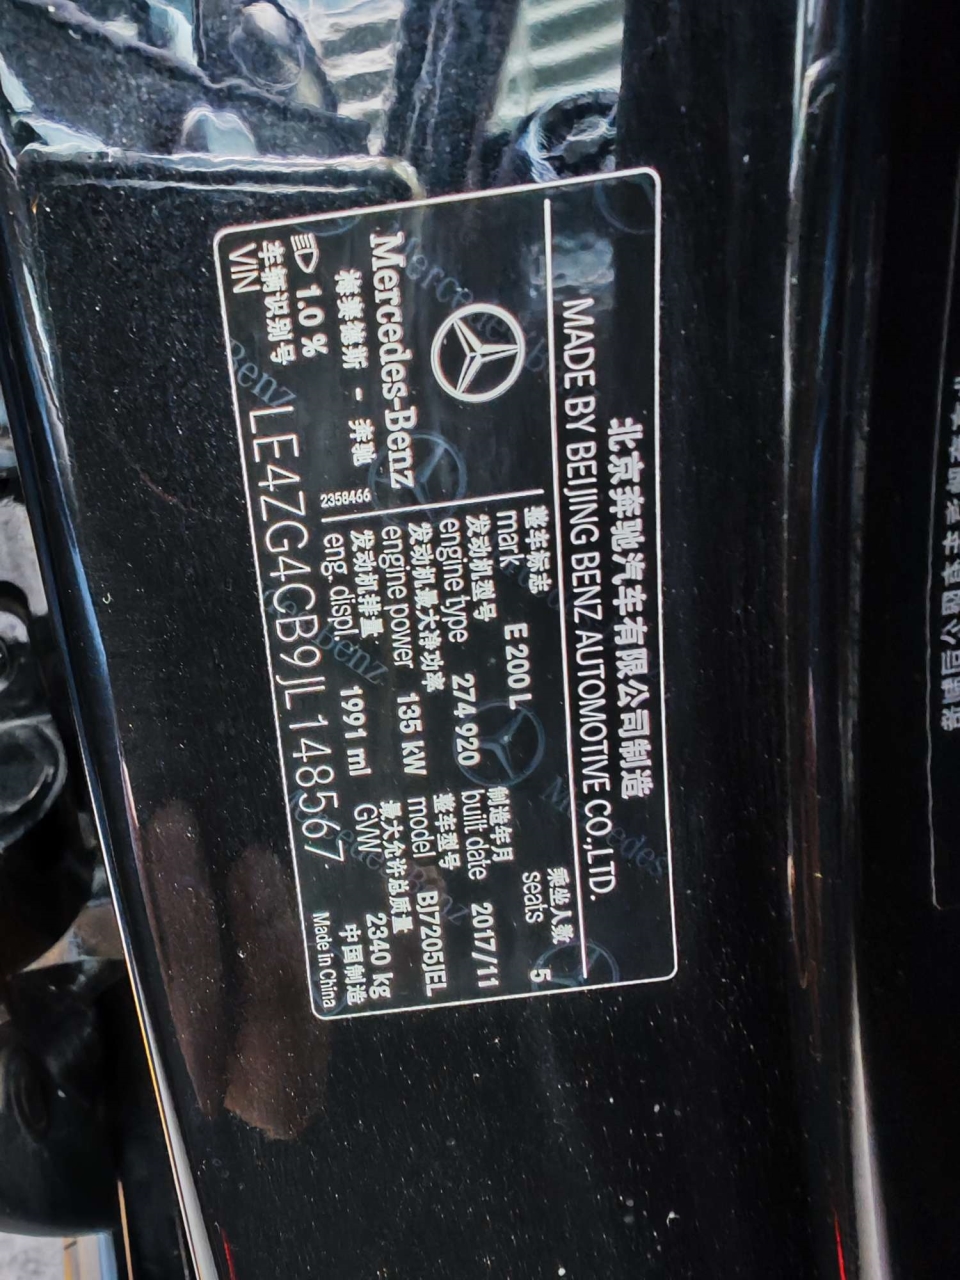 北京奔驰汽车有限公司制造
MADE BY BEIJING BENZ AUTOMOTIVE CO.,LTD.
Mercedes-Benz
梅赛德斯 - 奔驰
2358466
整车标志
mark E 200 L
乘坐人数
seats 5
发动机型号
engine type 274 920
制造年月
built date 2017/11
发动机最大净功率
engine power 135 kW
整车型号
model BJ7205JEL
发动机排量
eng. displ. 1991 ml
最大允许总质量
GVW 2340 kg
1.0 %
车辆识别号
VIN LE4ZG4CB9JL148567
中国制造
Made in China